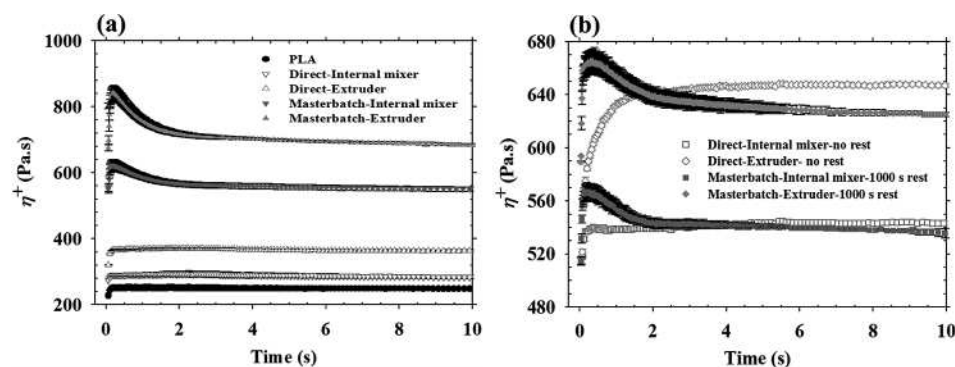 (a)
1000
800
600
400
200
η⁺ (Pa.s)
PLA
Direct-Internal mixer
Direct-Extruder
Masterbatch-Internal mixer
Masterbatch-Extruder
0 2 4 6 8 10
Time (s)
(b)
680
640
600
560
520
480
η⁺ (Pa.s)
Direct-Internal mixer-no rest
Direct-Extruder- no rest
Masterbatch-Internal mixer-1000 s rest
Masterbatch-Extruder-1000 s rest
0 2 4 6 8 10
Time (s)